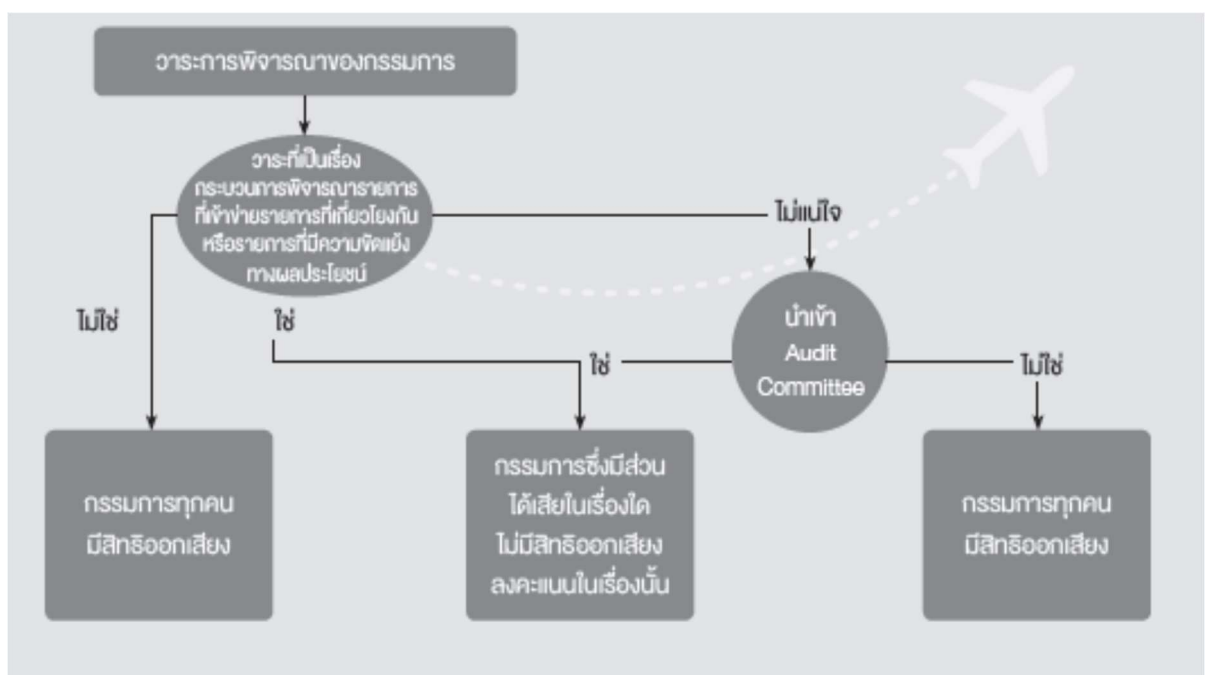 วาระการพิจารณาของกรรมการ
วาระที่เป็นเรื่อง
กระบวนการพิจารณารายการ
ที่เข้าข่ายรายการที่เกี่ยวโยงกัน
หรือรายการที่มีความขัดแย้ง
ทางผลประโยชน์
ไม่แน่ใจ
ไม่ใช่
ใช่
นำเข้า
Audit
Committee
ใช่
ไม่ใช่
กรรมการทุกคน
มีสิทธิออกเสียง
กรรมการซึ่งมีส่วน
ได้เสียในเรื่องใด
ไม่มีสิทธิออกเสียง
ลงคะแนนในเรื่องนั้น
กรรมการทุกคน
มีสิทธิออกเสียง